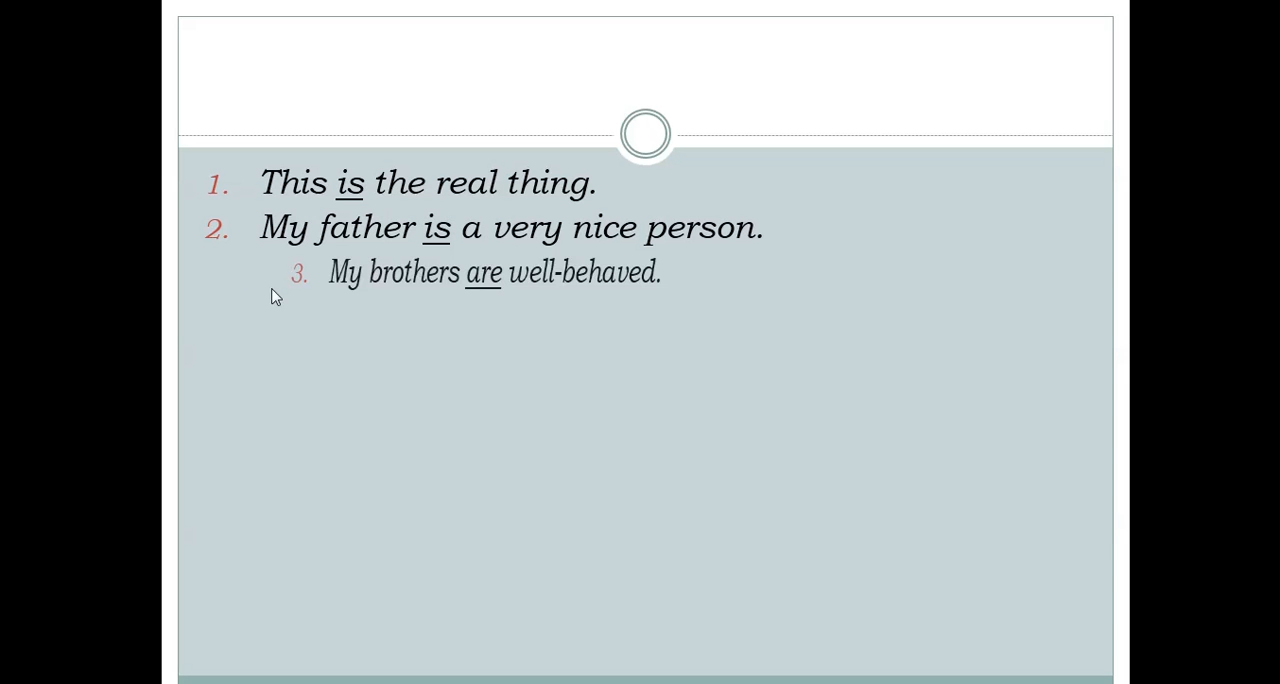 1. This is the real thing.
2. My father is a very nice person.
3. My brothers are well-behaved.